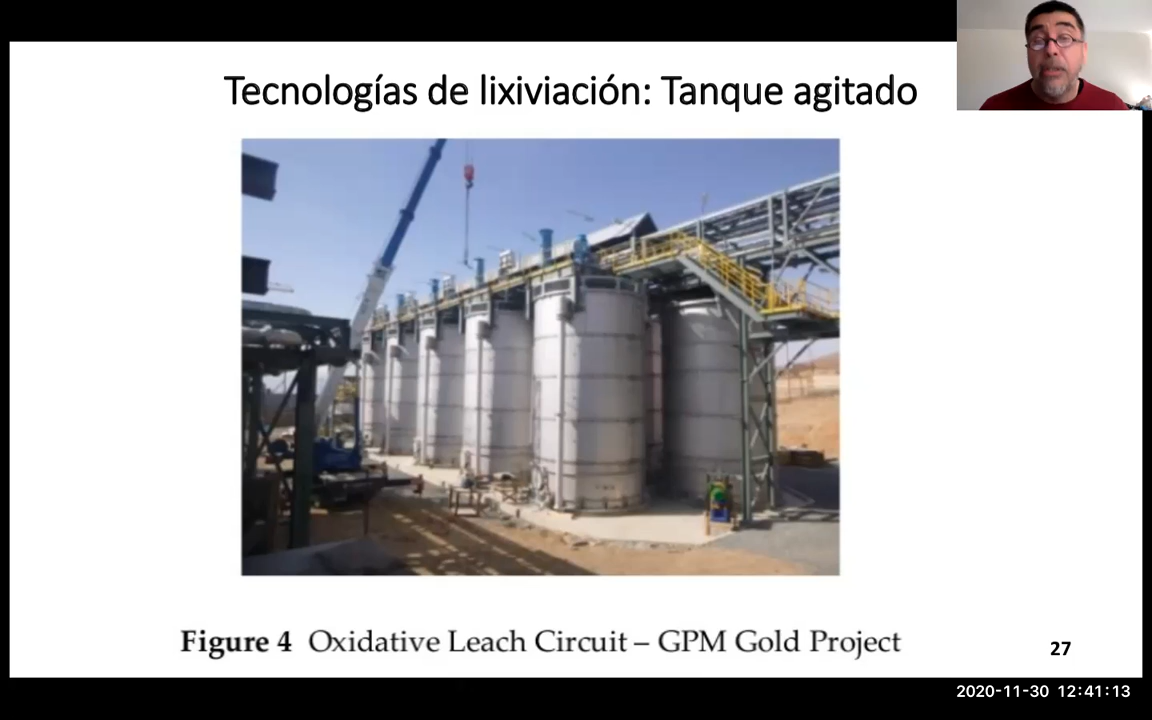 Tecnologías de lixiviación: Tanque agitado
Figure 4 Oxidative Leach Circuit – GPM Gold Project
27
2020-11-30 12:41:13